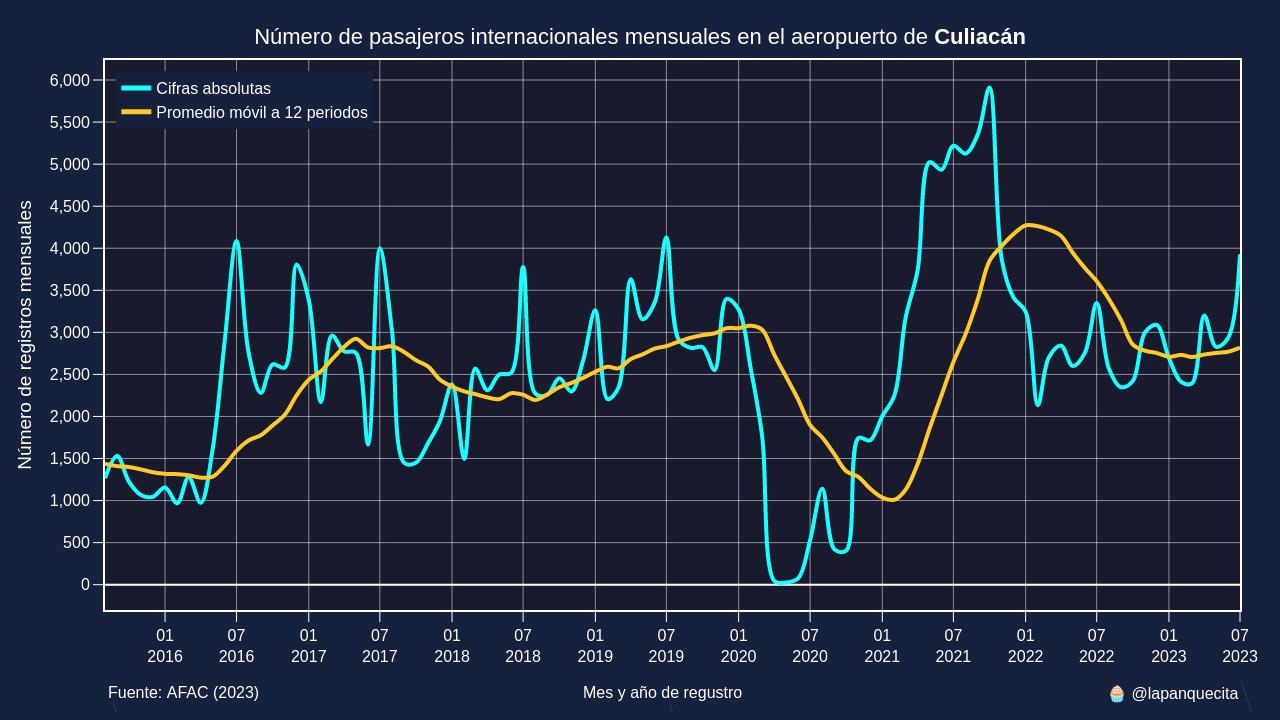 Número de pasajeros internacionales mensuales en el aeropuerto de Culiacán
Cifras absolutas
Promedio móvil a 12 periodos
Número de registros mensuales
6,000
5,500
5,000
4,500
4,000
3,500
3,000
2,500
2,000
1,500
1,000
500
0
01 07 01 07 01 07 01 07 01 07 01 07 01 07 01 07
2016 2016 2017 2017 2018 2018 2019 2019 2020 2020 2021 2021 2022 2022 2023 2023
Fuente: AFAC (2023)
Mes y año de regustro
🧁 @lapanquecita